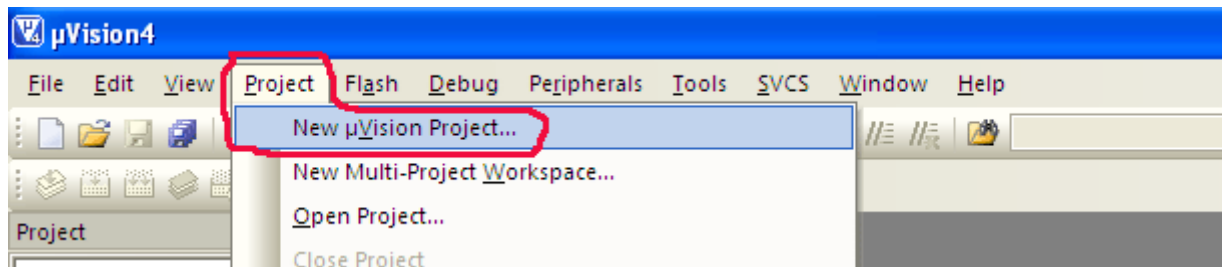 µVision4
File Edit View Project Flash Debug Peripherals Tools SVCS Window Help
New µVision Project...
New Multi-Project Workspace...
Open Project...
Project
Close Project